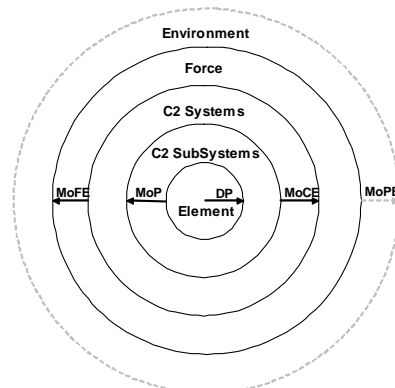 Environment
Force
C2 Systems
C2 SubSystems
MoFE MoP DP MoCE MoPE
Element